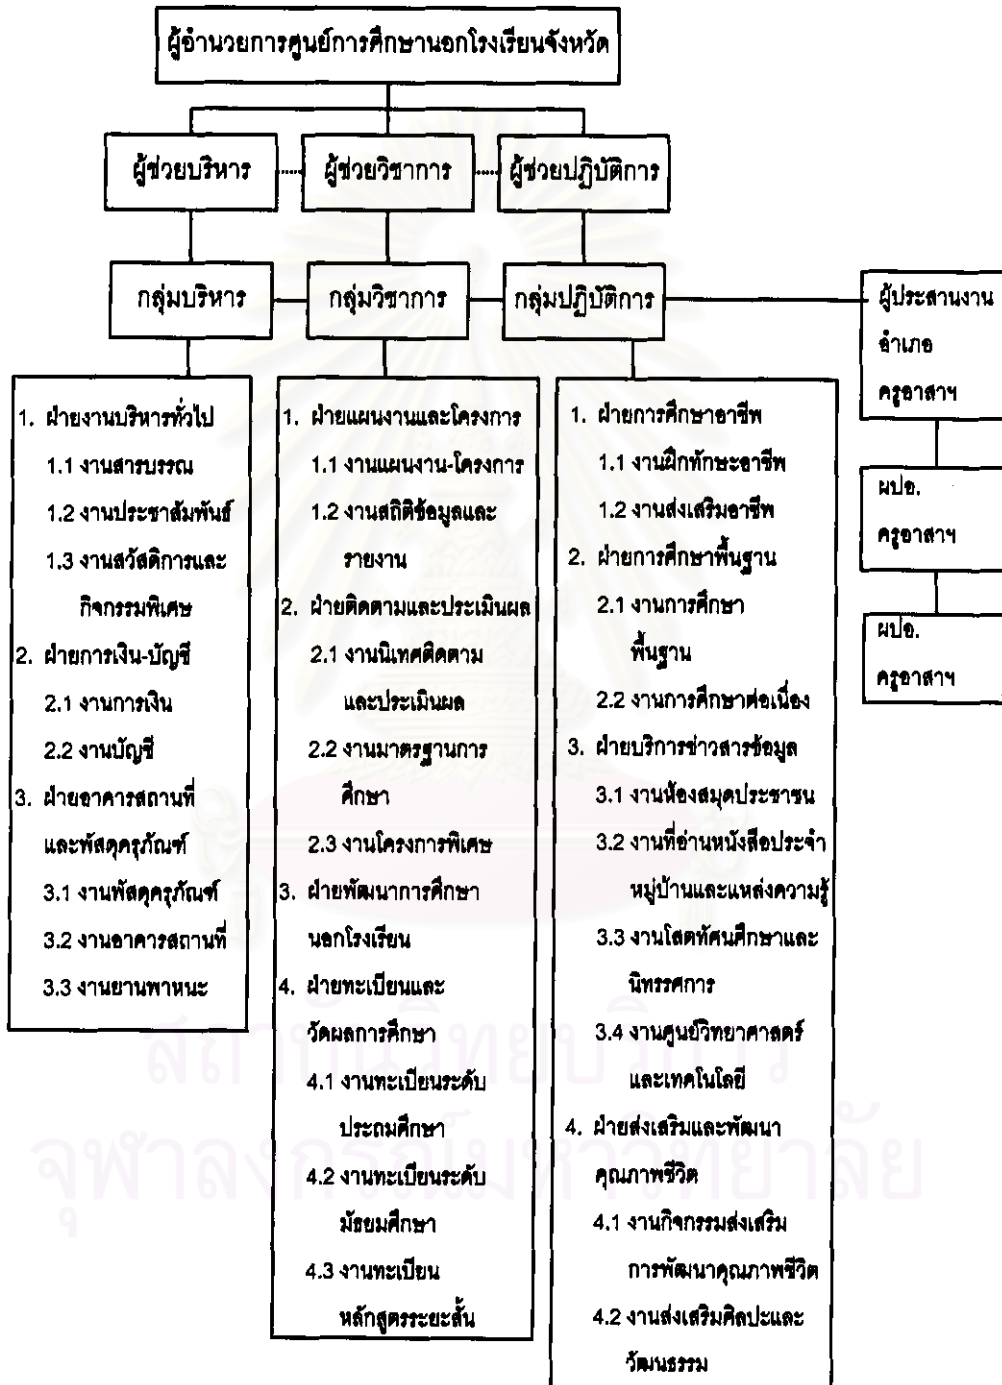 ผู้อำนวยการศูนย์การศึกษานอกโรงเรียนจังหวัด
ผู้ช่วยบริหาร
ผู้ช่วยวิชาการ
ผู้ช่วยปฏิบัติการ
กลุ่มบริหาร
กลุ่มวิชาการ
กลุ่มปฏิบัติการ
ผู้ประสานงาน
อำเภอ
ครูอาสาฯ
ผปอ.
ครูอาสาฯ
ผปอ.
ครูอาสาฯ
1. ฝ่ายงานบริหารทั่วไป
1.1 งานสารบรรณ
1.2 งานประชาสัมพันธ์
1.3 งานสวัสดิการและ
กิจกรรมพิเศษ
2. ฝ่ายการเงิน-บัญชี
2.1 งานการเงิน
2.2 งานบัญชี
3. ฝ่ายอาคารสถานที่
และพัสดุครุภัณฑ์
3.1 งานพัสดุครุภัณฑ์
3.2 งานอาคารสถานที่
3.3 งานยานพาหนะ
1. ฝ่ายแผนงานและโครงการ
1.1 งานแผนงาน-โครงการ
1.2 งานสถิติข้อมูลและ
รายงาน
2. ฝ่ายติดตามและประเมินผล
2.1 งานนิเทศติดตาม
และประเมินผล
2.2 งานมาตรฐานการ
ศึกษา
2.3 งานโครงการพิเศษ
3. ฝ่ายพัฒนาการศึกษา
นอกโรงเรียน
4. ฝ่ายทะเบียนและ
วัดผลการศึกษา
4.1 งานทะเบียนระดับ
ประถมศึกษา
4.2 งานทะเบียนระดับ
มัธยมศึกษา
4.3 งานทะเบียน
หลักสูตรระยะสั้น
1. ฝ่ายการศึกษาอาชีพ
1.1 งานฝึกทักษะอาชีพ
1.2 งานส่งเสริมอาชีพ
2. ฝ่ายการศึกษาพื้นฐาน
2.1 งานการศึกษา
พื้นฐาน
2.2 งานการศึกษาต่อเนื่อง
3. ฝ่ายบริการข่าวสารข้อมูล
3.1 งานห้องสมุดประชาชน
3.2 งานที่อ่านหนังสือประจำ
หมู่บ้านและแหล่งความรู้
3.3 งานโสตทัศนศึกษาและ
นิทรรศการ
3.4 งานศูนย์วิทยาศาสตร์
และเทคโนโลยี
4. ฝ่ายส่งเสริมและพัฒนา
คุณภาพชีวิต
4.1 งานกิจกรรมส่งเสริม
การพัฒนาคุณภาพชีวิต
4.2 งานส่งเสริมศิลปะและ
วัฒนธรรม
สถาบันวิทยบริการ
จุฬาลงกรณ์มหาวิทยาลัย